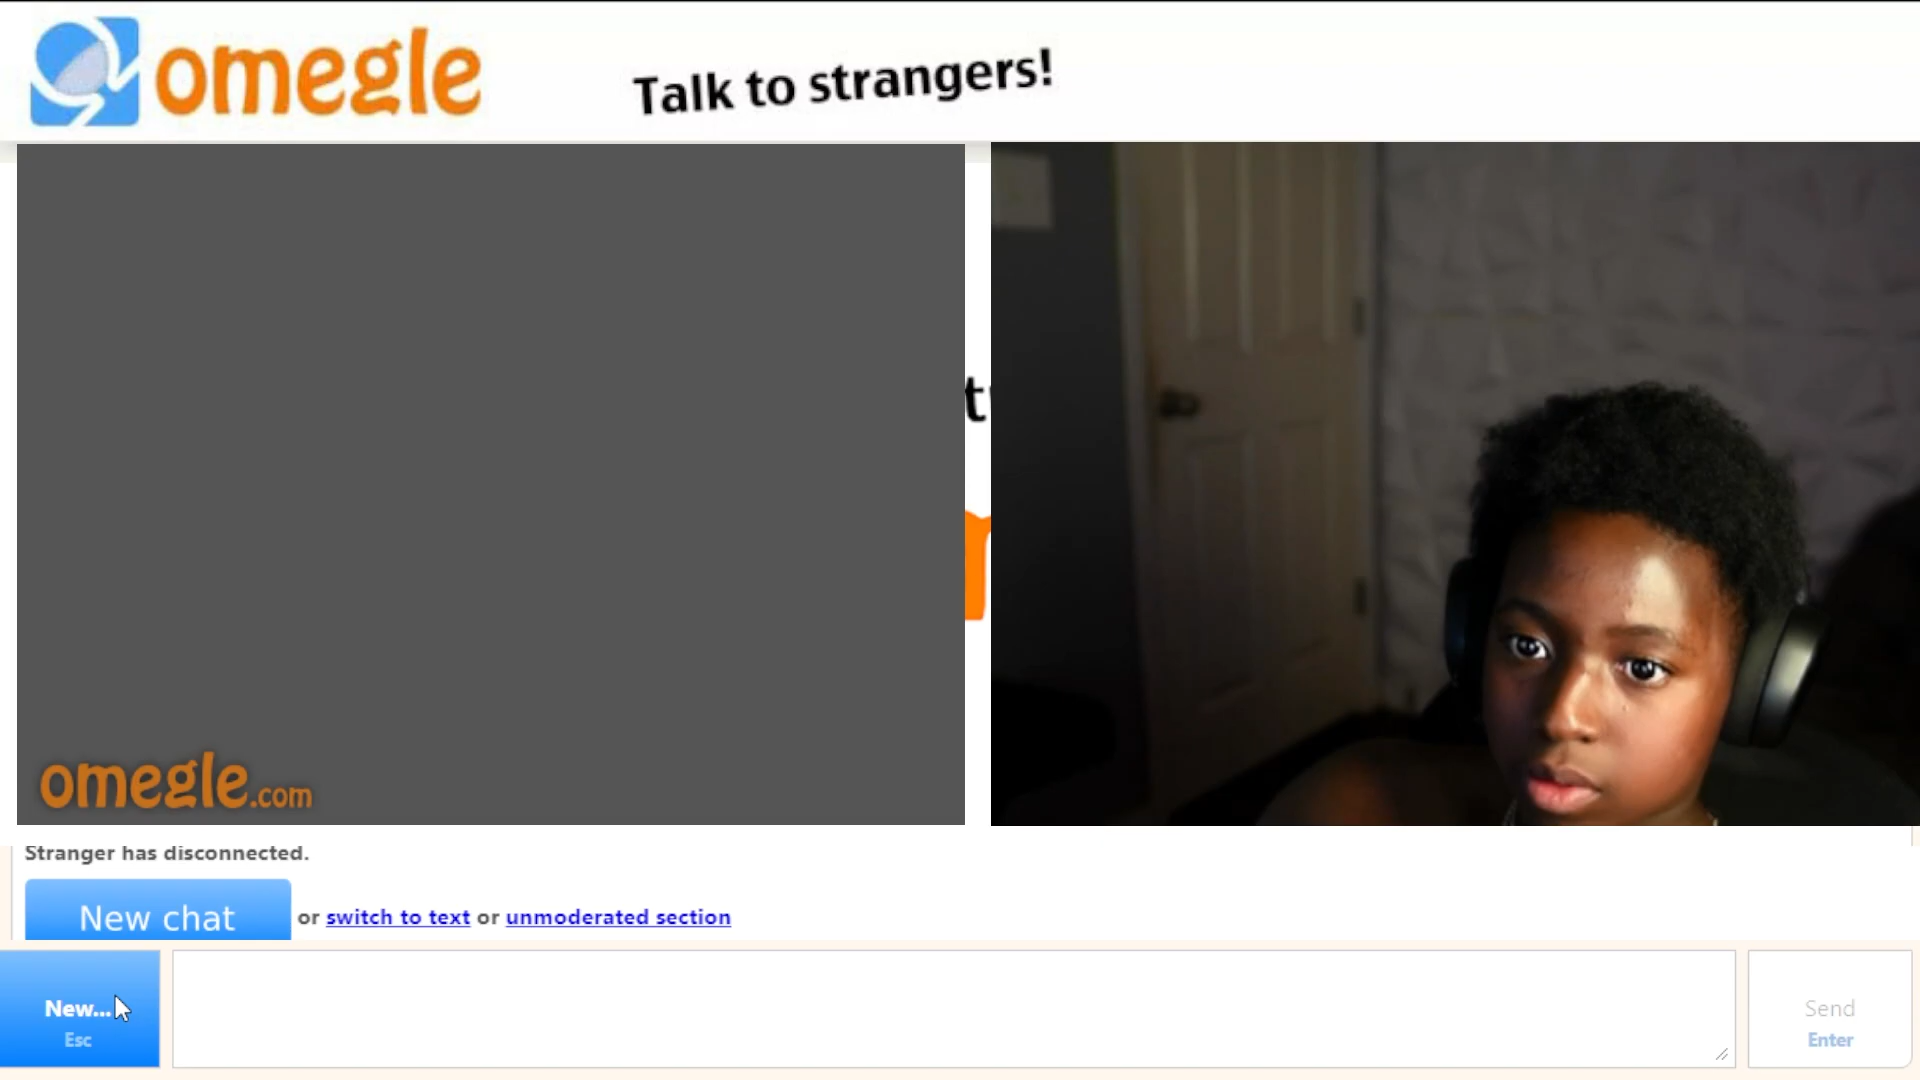 omegle
Talk to strangers!
omegle.com
Stranger has disconnected.
New chat or switch to text or unmoderated section
New...
Esc
Send
Enter